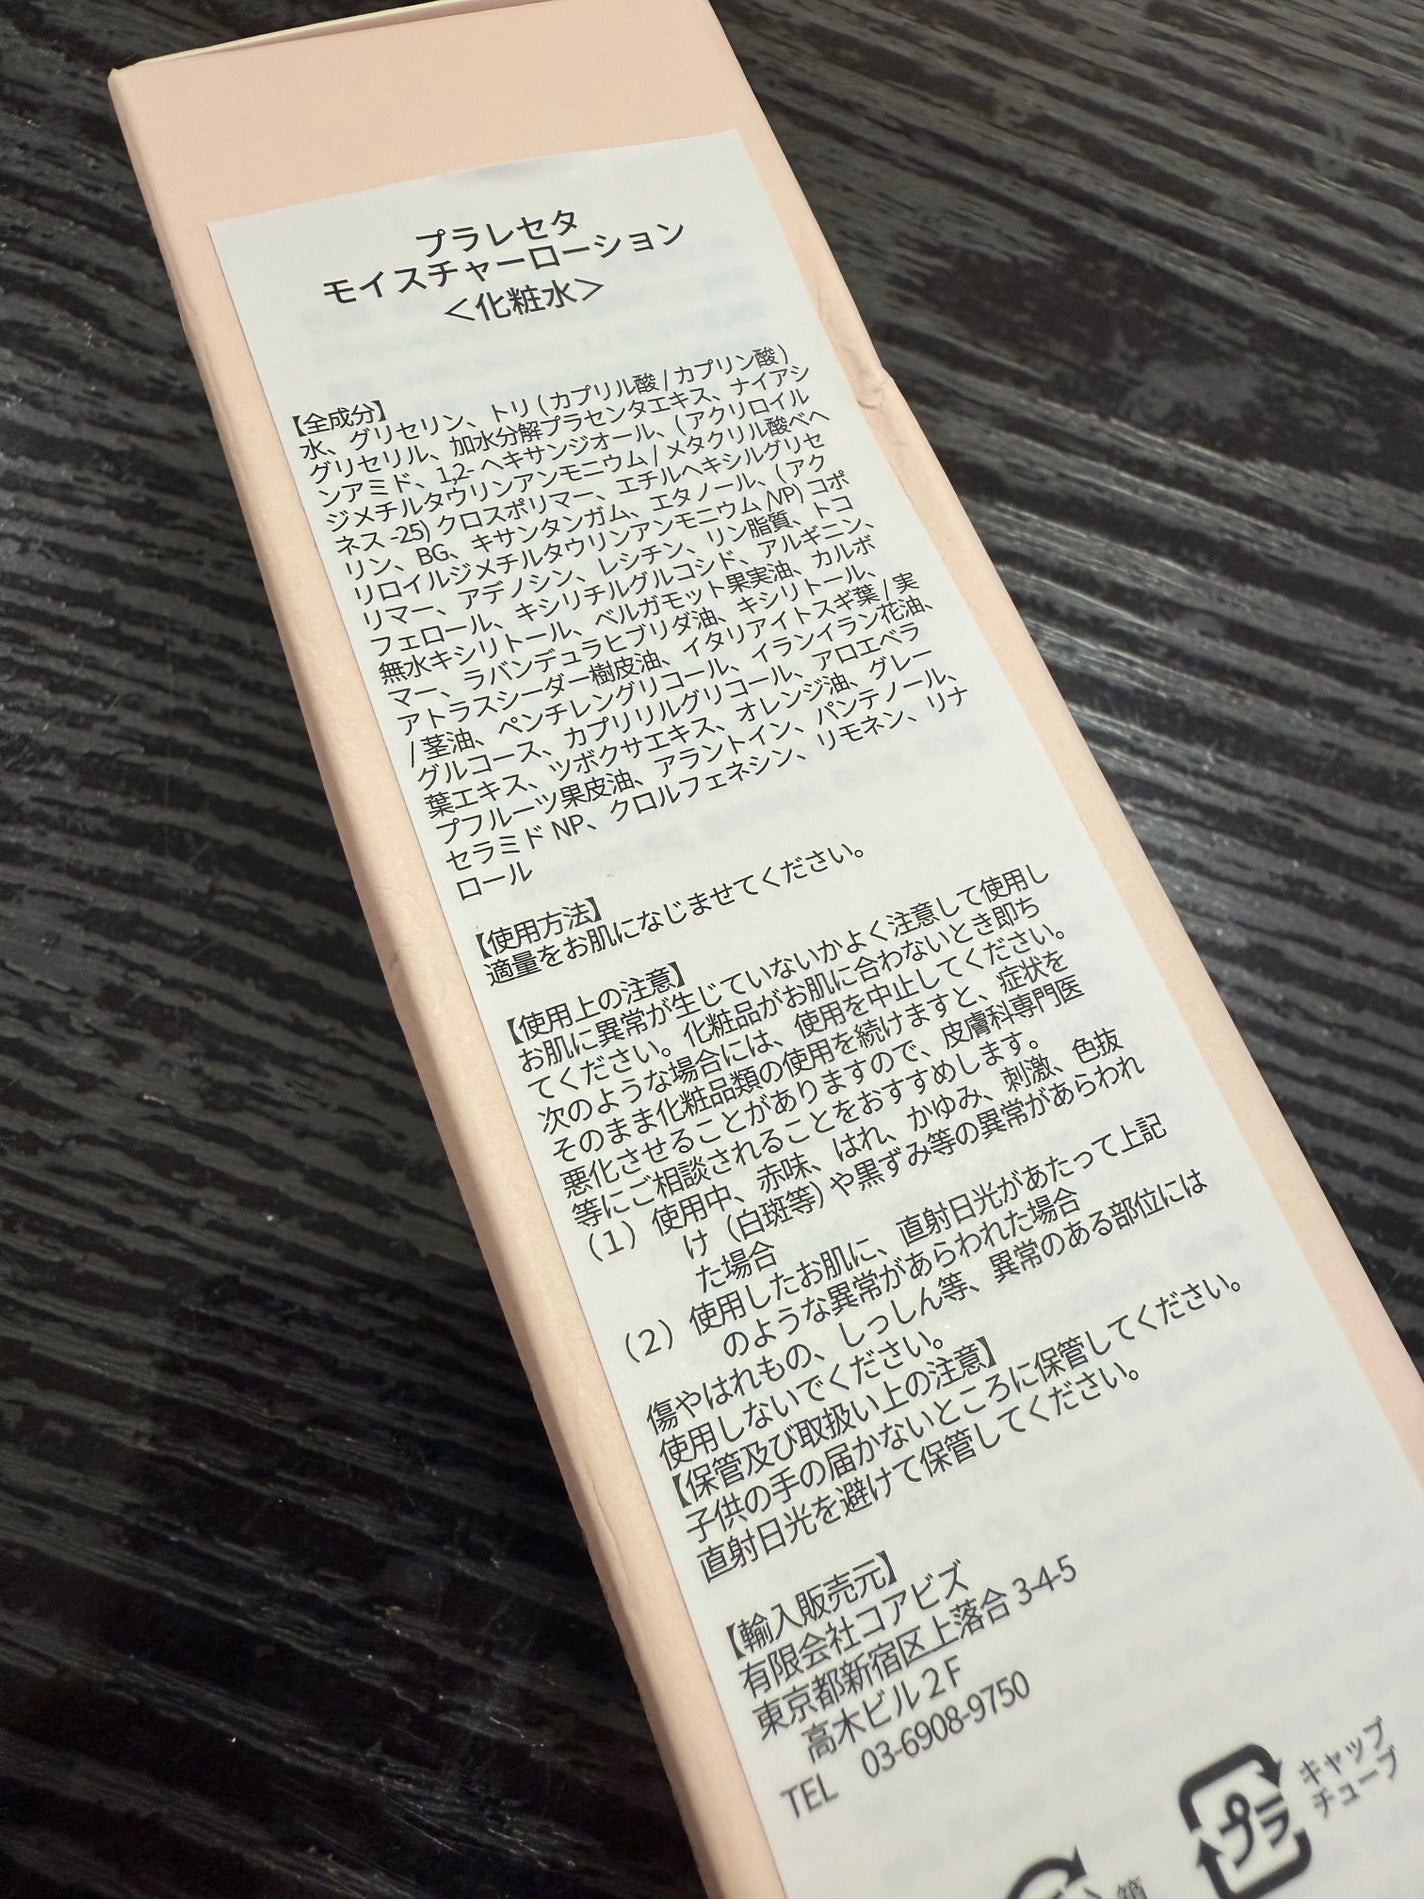 プラレセタ
モイスチャーローション
＜化粧水＞
【全成分】
水、グリセリン、トリ ( カプリル酸 / カプリン酸 )
グリセリル、加水分解プラセンタエキス、ナイアシ
ンアミド、1,2- ヘキサンジオール、( アクリロイル
ジメチルタウリンアンモニウム / メタクリル酸ベヘ
ネス -25) クロスポリマー、エチルヘキシルグリセ
リン、BG、キサンタンガム、エタノール、( アク
リロイルジメチルタウリンアンモニウム /VP) コポ
リマー、アデノシン、レシチン、リン脂質、トコ
フェロール、キシリチルグルコシド、アルギニン、
無水キシリトール、ベルガモット果実油、カルボ
マー、ラバンデュラヒブリダ油、キシリトール、
アトラスシーダー樹皮油、イタリアイトスギ葉 / 実
/ 茎油、ペンチレングリコール、イランイラン花油、
グルコース、カプリリルグリコール、アロエベラ
葉エキス、ツボクサエキス、オレンジ油、グレー
プフルーツ果皮油、アラントイン、パンテノール、
セラミド NP、クロルフェネシン、リモネン、リナ
ロール
【使用方法】
適量をお肌になじませてください。
【使用上の注意】
お肌に異常が生じていないかよく注意して使用し
てください。化粧品がお肌に合わないとき即ち
次のような場合には、使用を中止してください。
そのまま化粧品類の使用を続けますと、症状を
悪化させることがありますので、皮膚科専門医
等にご相談されることをおすすめします。
（１） 使用中、赤味、はれ、かゆみ、刺激、色抜
け（白斑等）や黒ずみ等の異常があらわれ
た場合
（２） 使用したお肌に、直射日光があたって上記
のような異常があらわれた場合
傷やはれもの、しっしん等、異常のある部位には
使用しないでください。
【保管及び取扱い上の注意】
子供の手の届かないところに保管してください。
直射日光を避けて保管してください。
【輸入販売元】
有限会社コアビズ
東京都新宿区上落合 3-4-5
高木ビル２Ｆ
TEL 03-6908-9750
プラ
キャップ
チューブ
箱